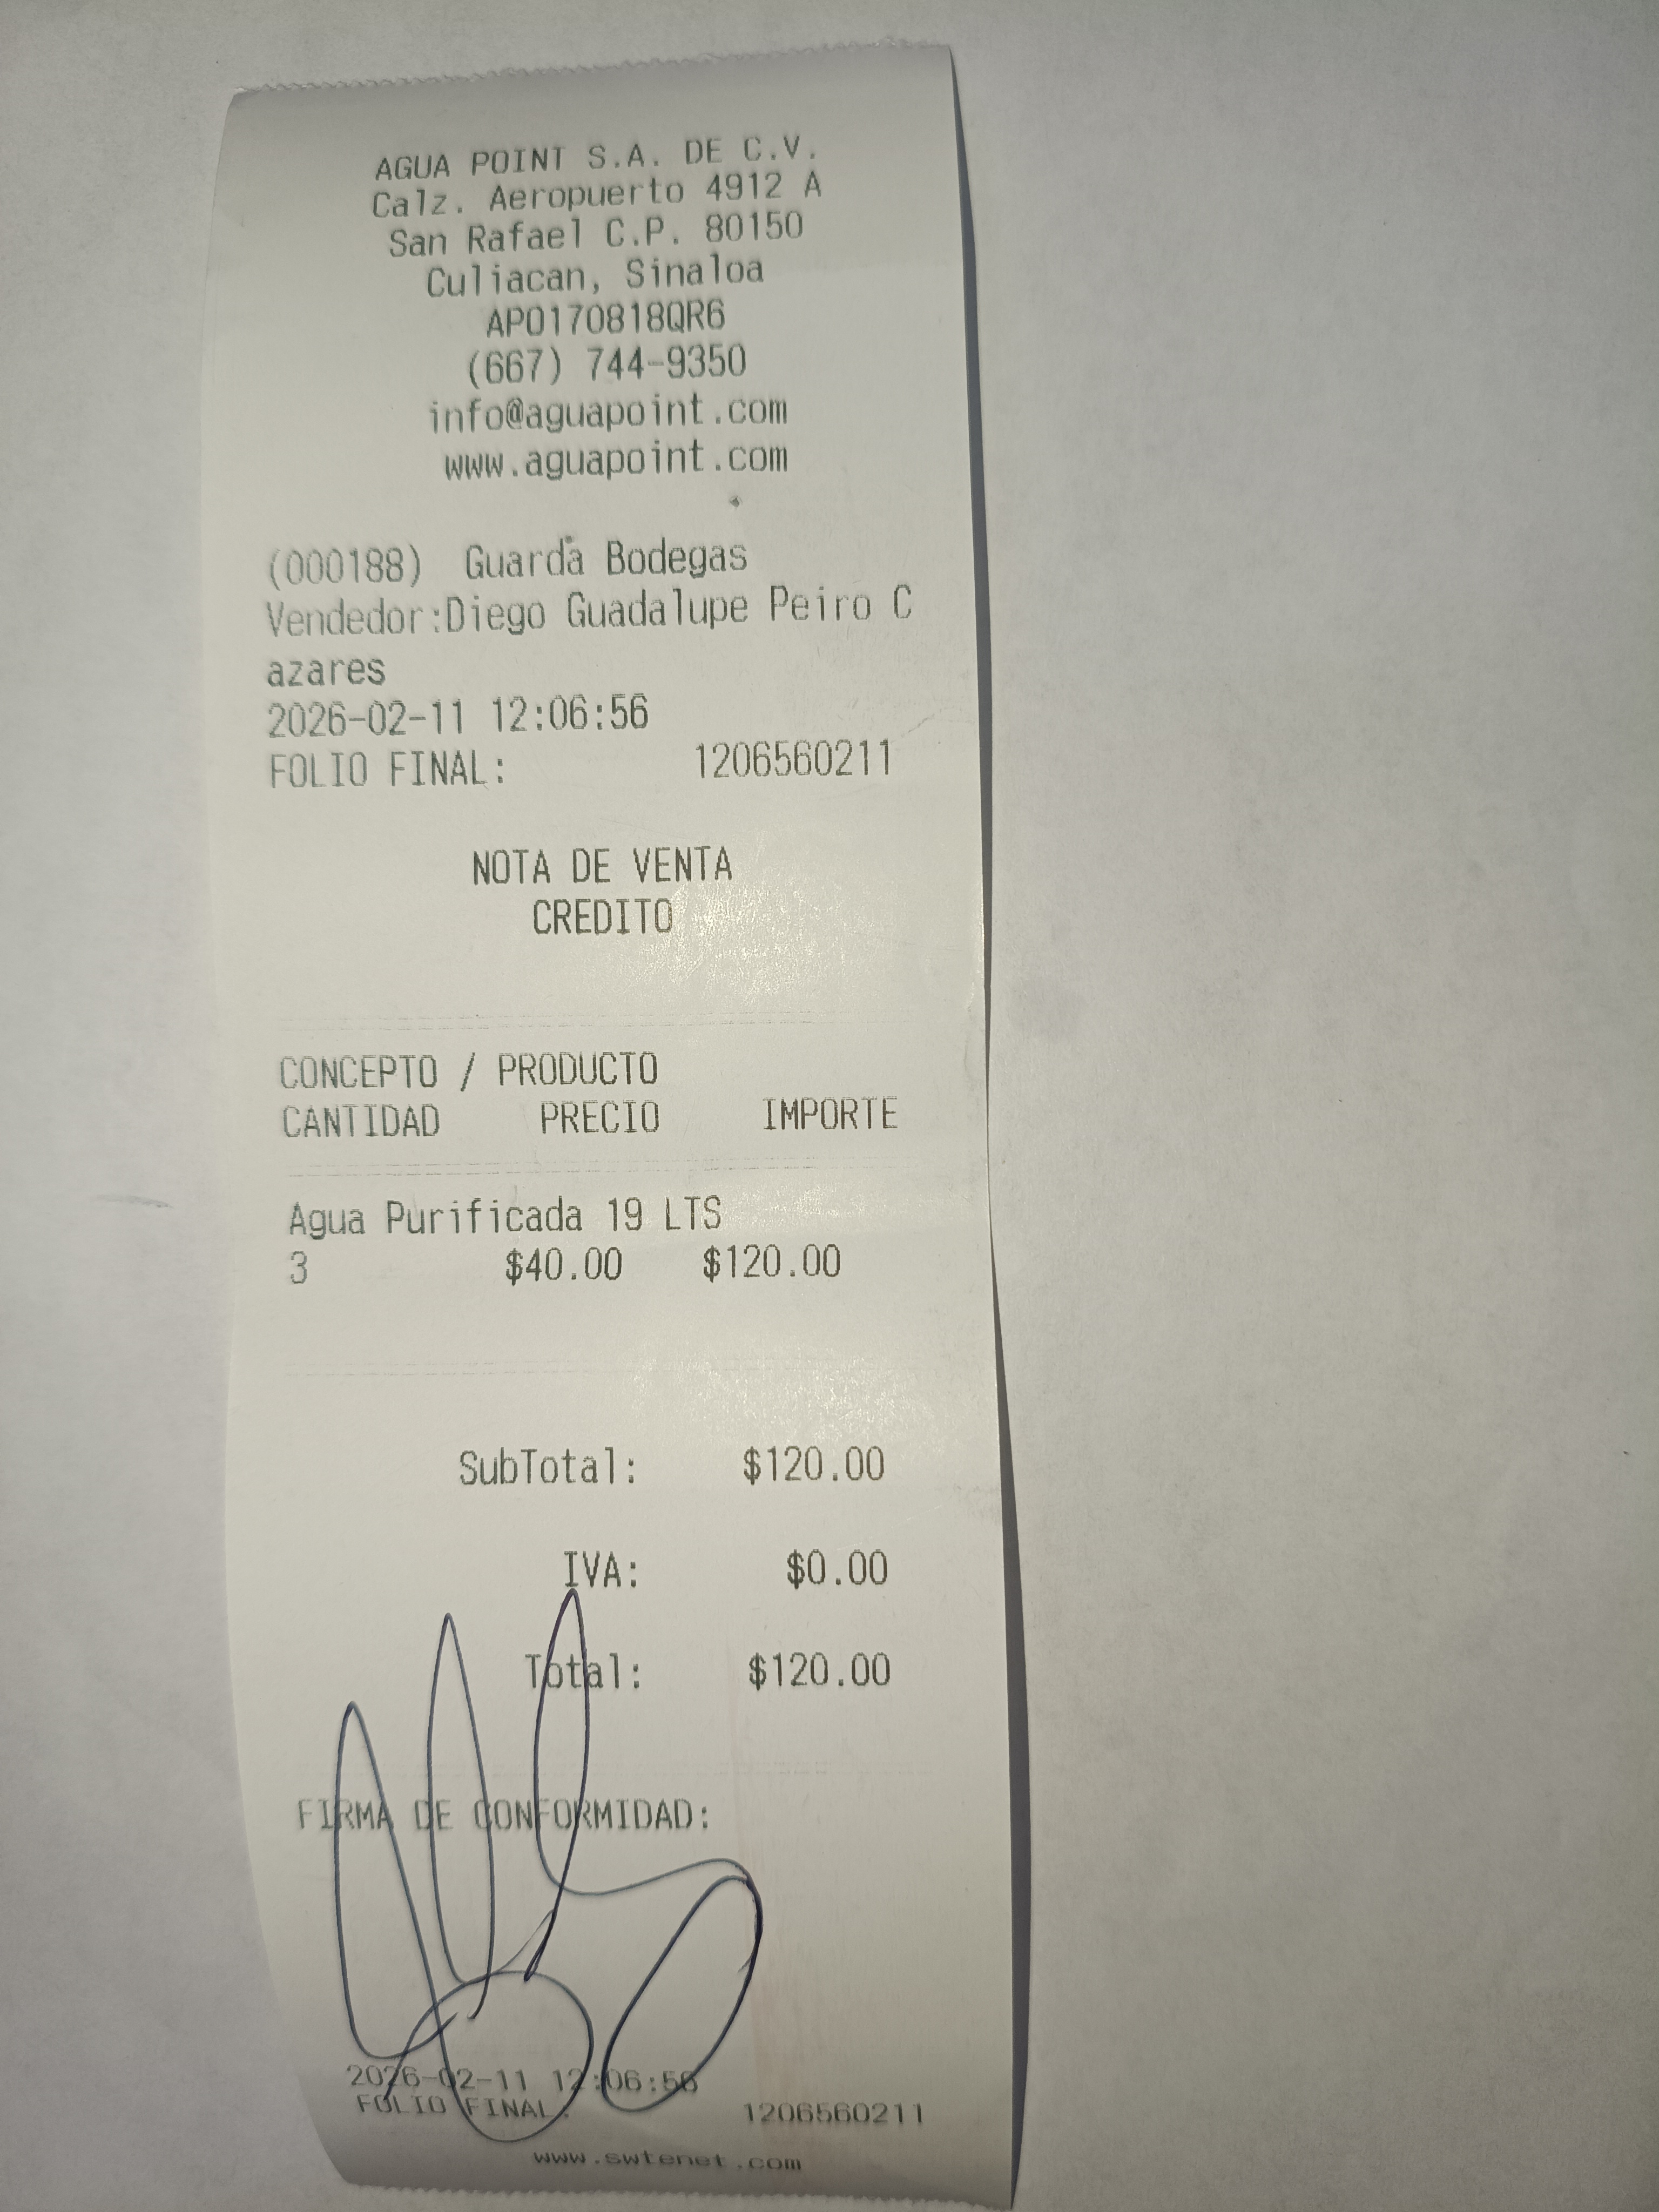 AGUA POINT S.A. DE C.V.
Calz. Aeropuerto 4912 A
San Rafael C.P. 80150
Culiacan, Sinaloa
APO170818QR6
(667) 744-9350
info@aguapoint.com
www.aguapoint.com
(000188) Guarda Bodegas
Vendedor:Diego Guadalupe Peiro C
azares
2026-02-11 12:06:56
FOLIO FINAL: 1206560211
NOTA DE VENTA
CREDITO
CONCEPTO / PRODUCTO
CANTIDAD PRECIO IMPORTE
Agua Purificada 19 LTS
3 $40.00 $120.00
SubTotal: $120.00
IVA: $0.00
Total: $120.00
FIRMA DE CONFORMIDAD:
2026-02-11 12:06:56
FOLIO FINAL: 1206560211
www.swtenet.com